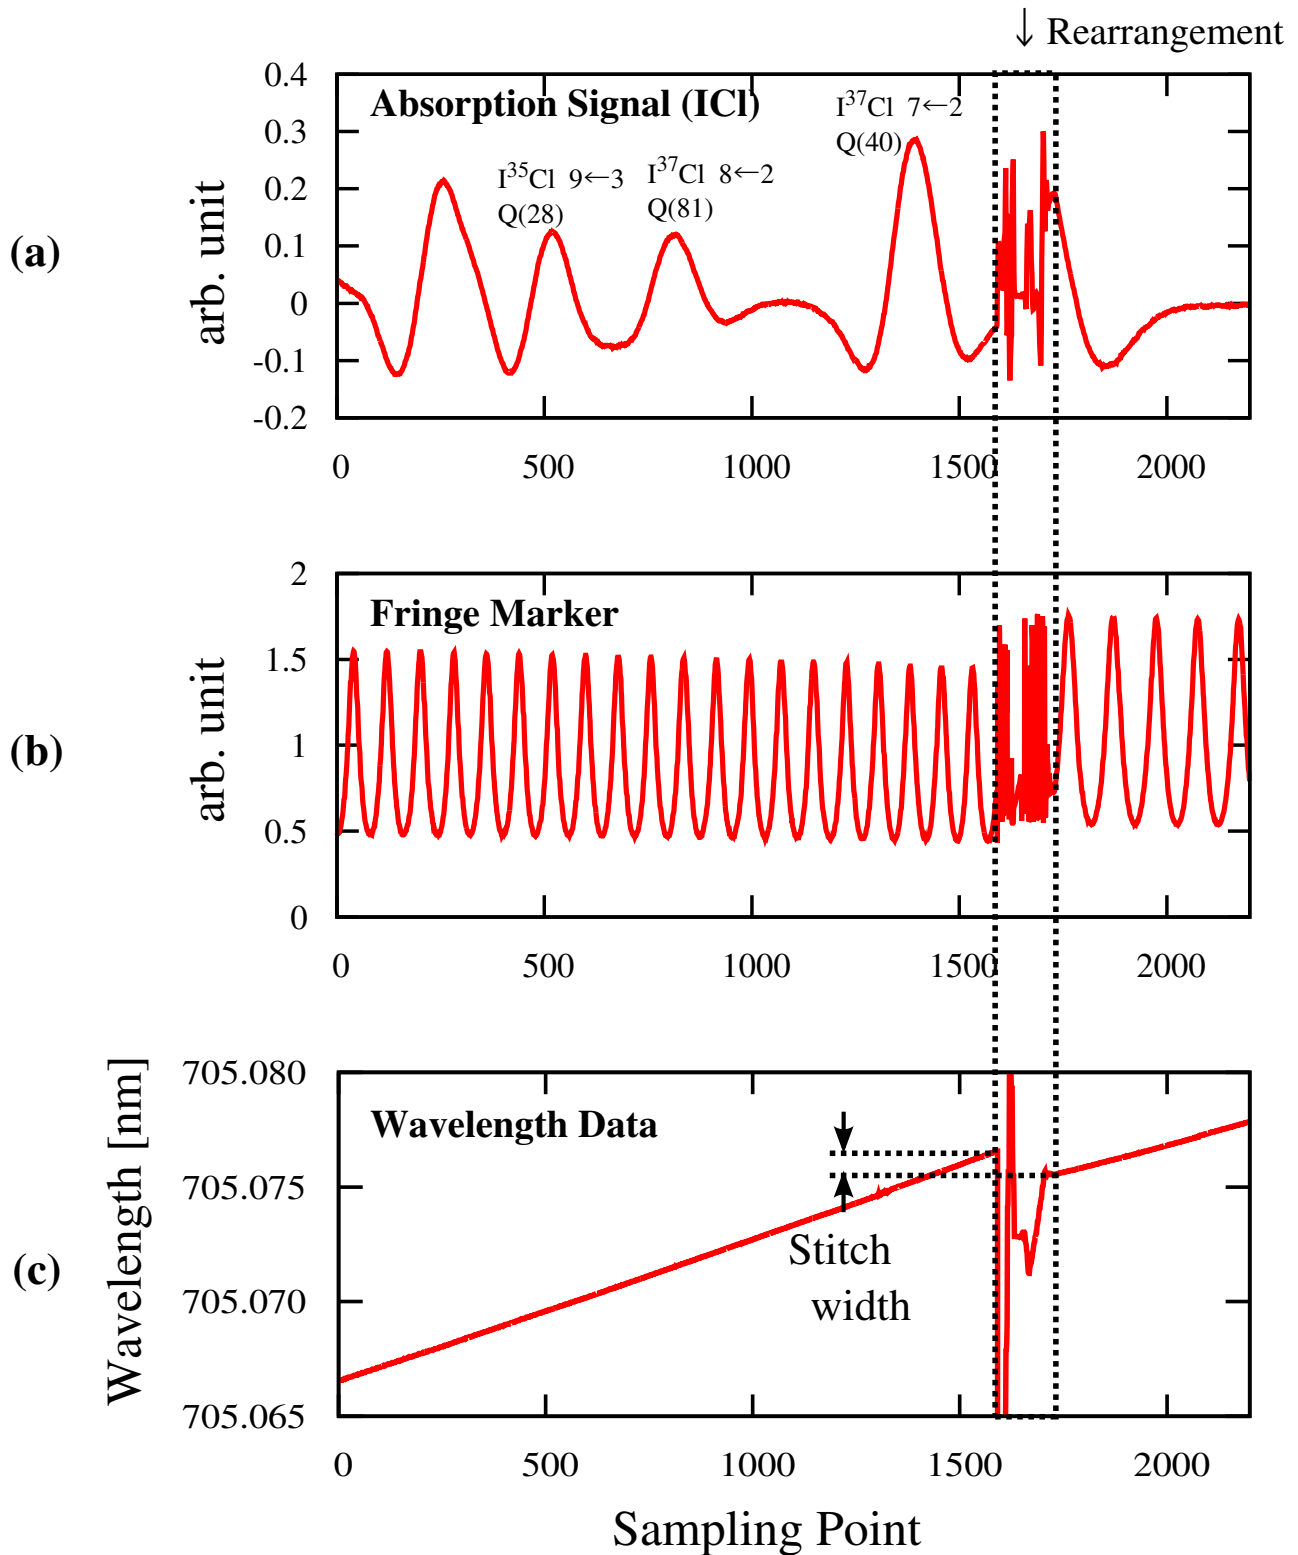 ↓ Rearrangement
(a)
arb. unit
0.4
0.3
0.2
0.1
0
-0.1
-0.2
Absorption Signal (ICl)
I³⁵Cl 9←3
Q(28)
I³⁷Cl 8←2
Q(81)
I³⁷Cl 7←2
Q(40)
0 500 1000 1500 2000
(b)
arb. unit
2
1.5
1
0.5
0
Fringe Marker
0 500 1000 1500 2000
(c)
Wavelength [nm]
705.080
705.075
705.070
705.065
Wavelength Data
Stitch
width
0 500 1000 1500 2000
Sampling Point